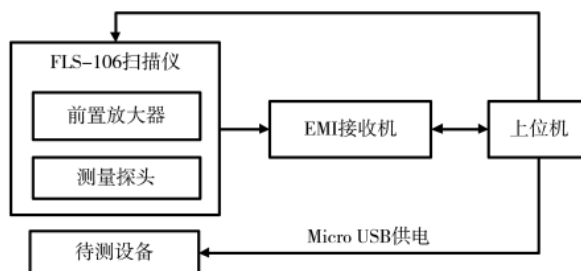 FLS-106扫描仪
前置放大器
测量探头
EMI接收机
上位机
待测设备
Micro USB供电